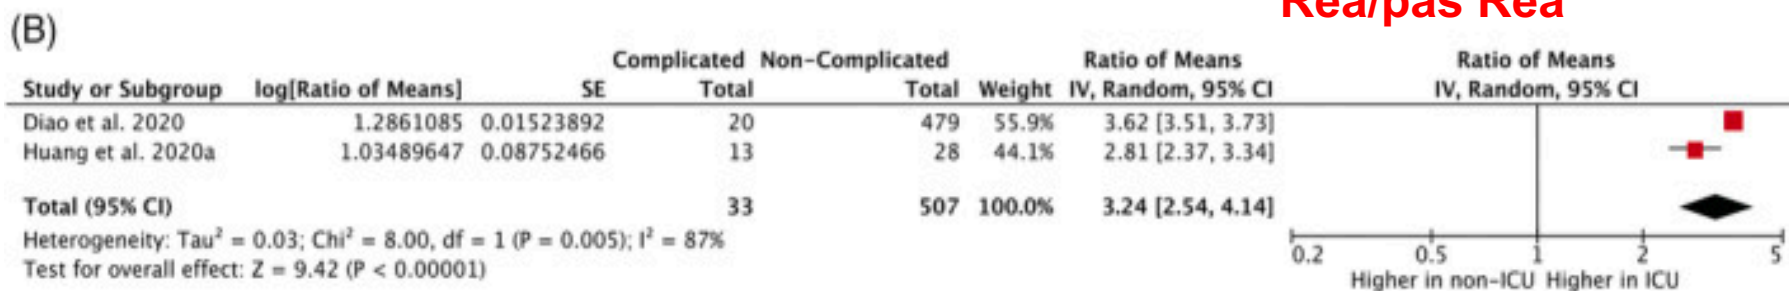 Rea/pas Rea
(B)
Complicated Non-Complicated Ratio of Means Ratio of Means
Study or Subgroup log[Ratio of Means] SE Total Total Weight IV, Random, 95% CI IV, Random, 95% CI
Diao et al. 2020 1.2861085 0.01523892 20 479 55.9% 3.62 [3.51, 3.73]
Huang et al. 2020a 1.03489647 0.08752466 13 28 44.1% 2.81 [2.37, 3.34]
Total (95% CI) 33 507 100.0% 3.24 [2.54, 4.14]
Heterogeneity: Tau² = 0.03; Chi² = 8.00, df = 1 (P = 0.005); I² = 87%
Test for overall effect: Z = 9.42 (P < 0.00001)
0.2 0.5 1 2 5
Higher in non-ICU Higher in ICU